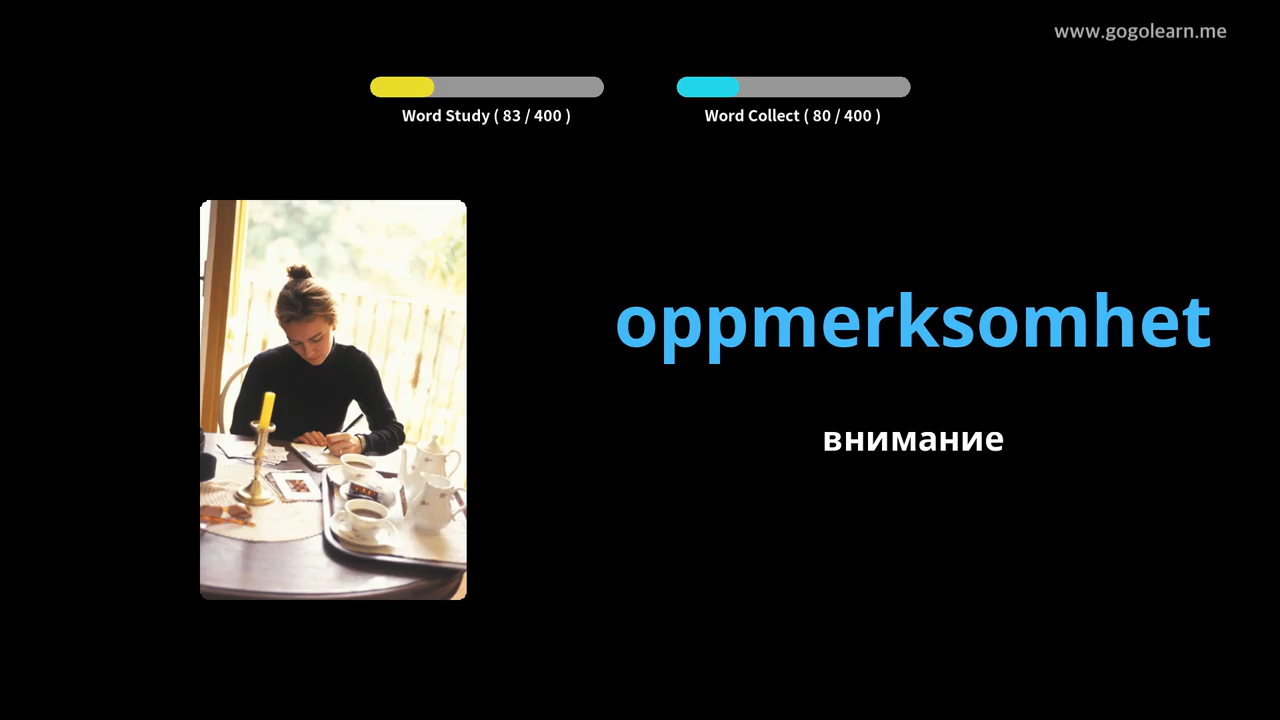 www.gogolearn.me
Word Study ( 83 / 400 )
Word Collect ( 80 / 400 )
oppmerksomhet
внимание